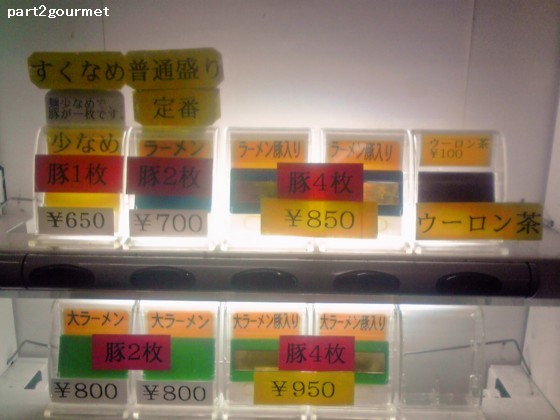 part2gourmet
すくなめ 普通盛り
麺少なめで、
豚が一枚です。
定番
少なめ
ラーメン
ラーメン豚入り
ラーメン豚入り
ウーロン茶
¥100
豚1枚
豚2枚
豚4枚
¥650
¥700
¥850
ウーロン茶
大ラーメン
大ラーメン
大ラーメン豚入り
大ラーメン豚入り
豚2枚
豚4枚
¥800
¥800
¥950